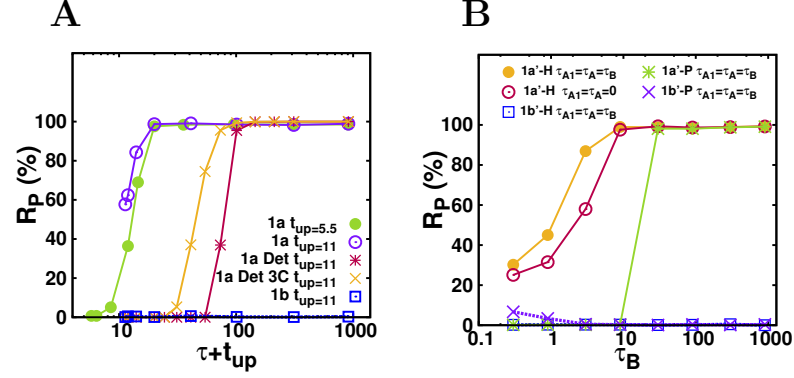 A
R_P (%)
100
80
60
40
20
0
1a t_up=5.5
1a t_up=11
1a Det t_up=11
1a Det 3C t_up=11
1b t_up=11
10
100
1000
τ+t_up
B
1a'-H τ_A1=τ_A=τ_B
1a'-H τ_A1=τ_A=0
1b'-H τ_A1=τ_A=τ_B
1a'-P τ_A1=τ_A=τ_B
1b'-P τ_A1=τ_A=τ_B
R_P (%)
100
80
60
40
20
0
0.1
1
10
100
1000
τ_B